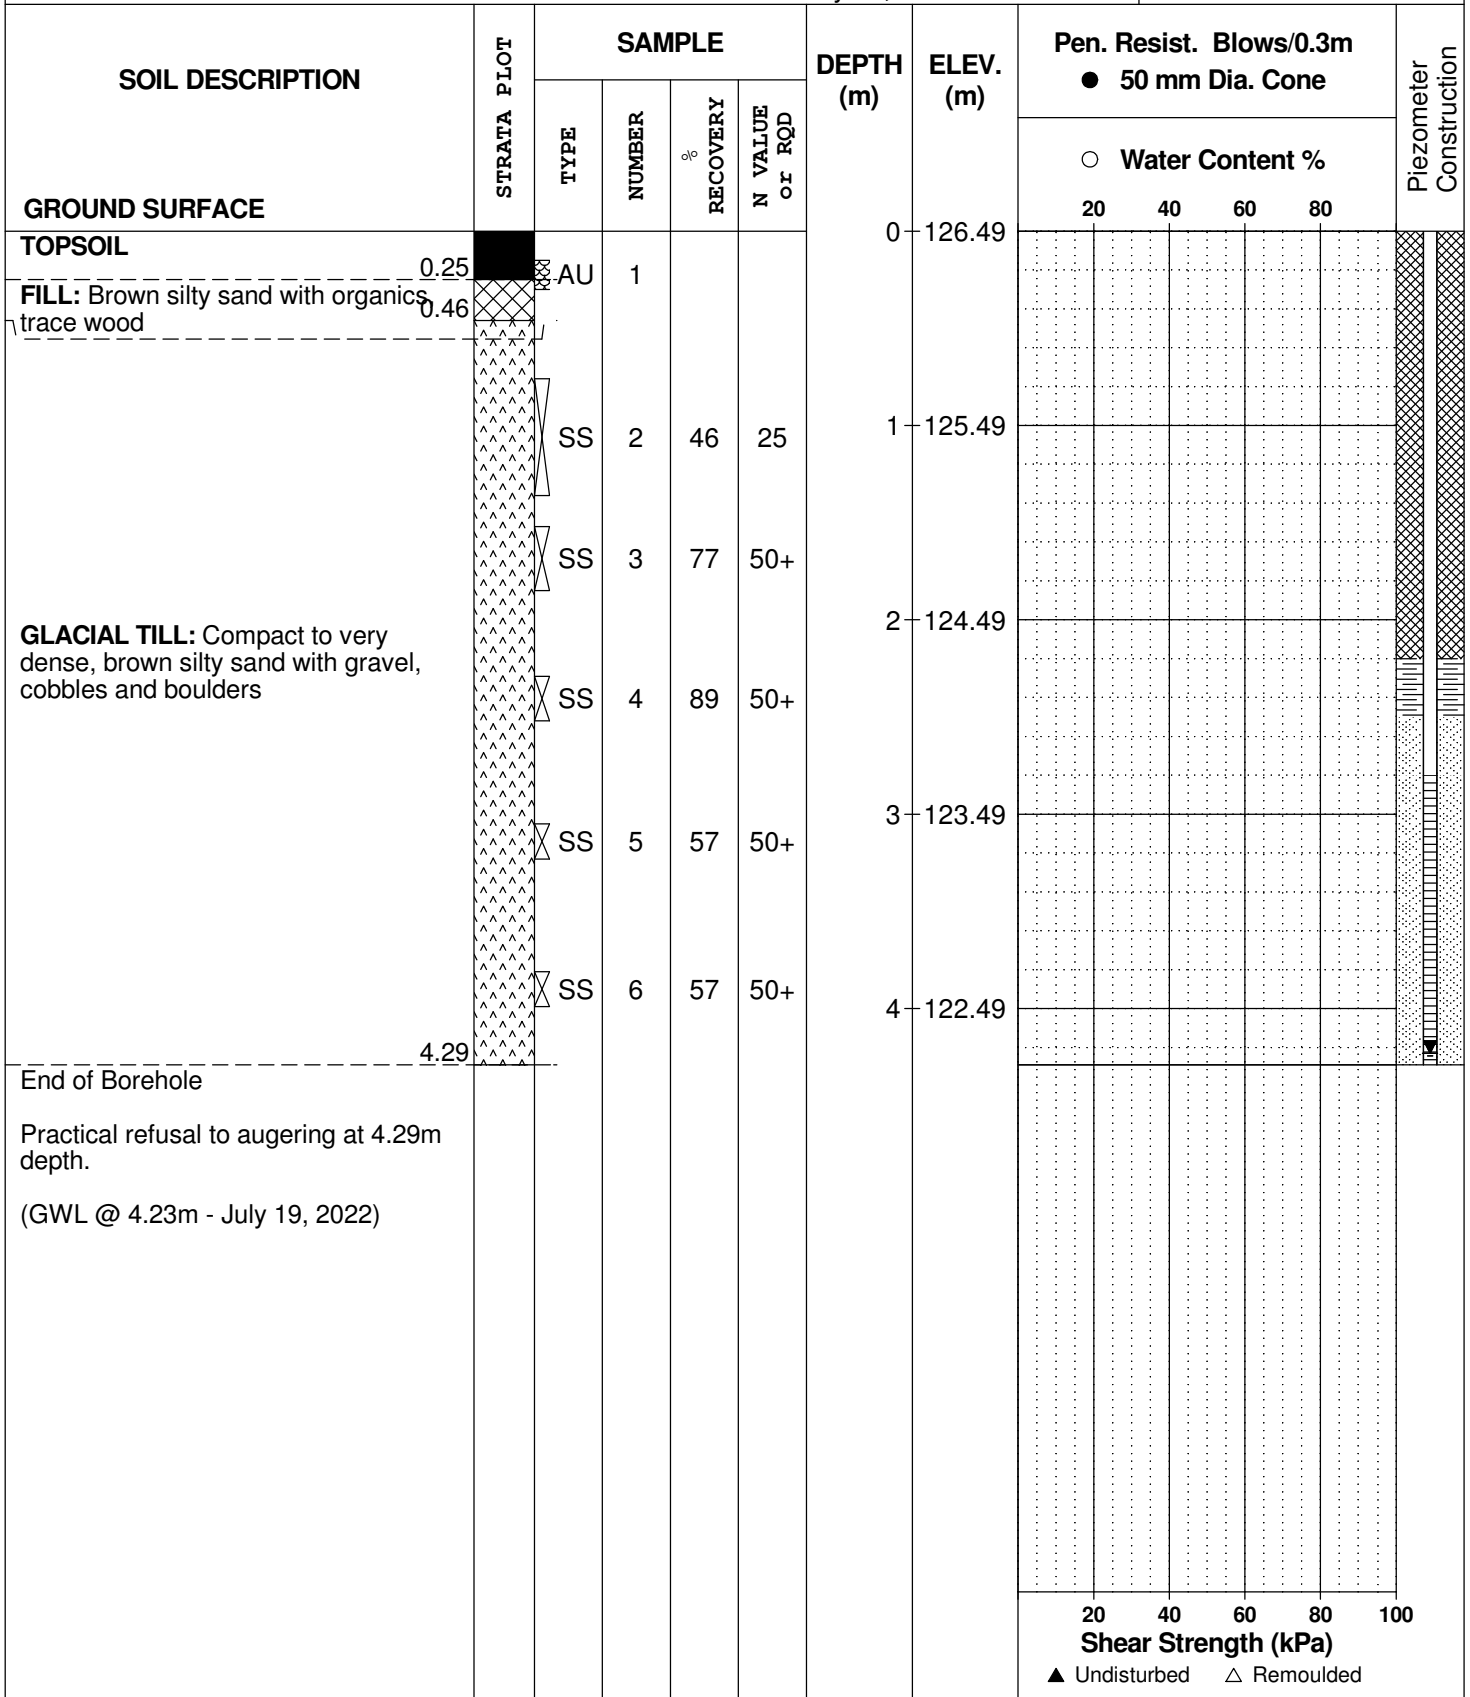 SOIL DESCRIPTION
GROUND SURFACE
STRATA PLOT
SAMPLE
TYPE
NUMBER
% RECOVERY
N VALUE or RQD
DEPTH (m)
ELEV. (m)
Pen. Resist. Blows/0.3m
● 50 mm Dia. Cone
○ Water Content %
20 40 60 80
Piezometer Construction
0 126.49
TOPSOIL
0.25
AU 1
FILL: Brown silty sand with organics,
0.46
trace wood
SS 2 46 25
1 125.49
SS 3 77 50+
2 124.49
GLACIAL TILL: Compact to very
dense, brown silty sand with gravel,
cobbles and boulders
SS 4 89 50+
3 123.49
SS 5 57 50+
SS 6 57 50+
4 122.49
4.29
End of Borehole
Practical refusal to augering at 4.29m
depth.
(GWL @ 4.23m - July 19, 2022)
20 40 60 80 100
Shear Strength (kPa)
▲ Undisturbed △ Remoulded